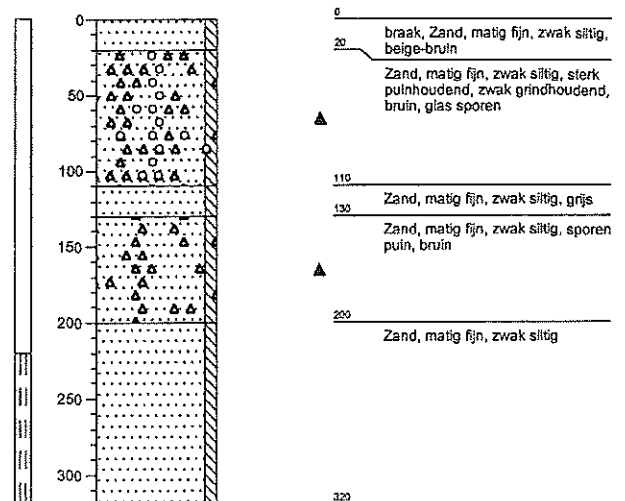 0
50
100
150
200
250
300
0
braak, Zand, matig fijn, zwak siltig,
beige-bruin
20
Zand, matig fijn, zwak siltig, sterk
puinhoudend, zwak grindhoudend,
bruin, glas sporen
110
Zand, matig fijn, zwak siltig, grijs
130
Zand, matig fijn, zwak siltig, sporen
puin, bruin
200
Zand, matig fijn, zwak siltig
320